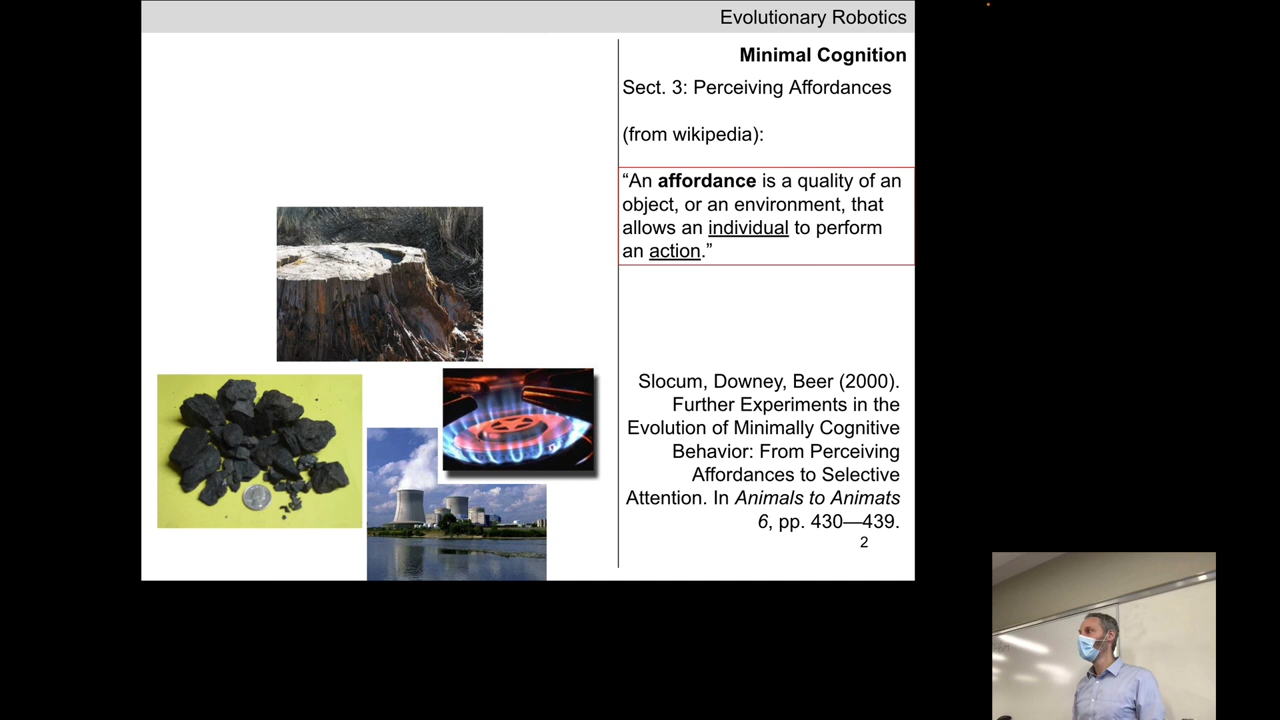 Evolutionary Robotics
Minimal Cognition
Sect. 3: Perceiving Affordances
(from wikipedia):
“An affordance is a quality of an
object, or an environment, that
allows an individual to perform
an action.”
Slocum, Downey, Beer (2000).
Further Experiments in the
Evolution of Minimally Cognitive
Behavior: From Perceiving
Affordances to Selective
Attention. In Animals to Animats
6, pp. 430—439.
2